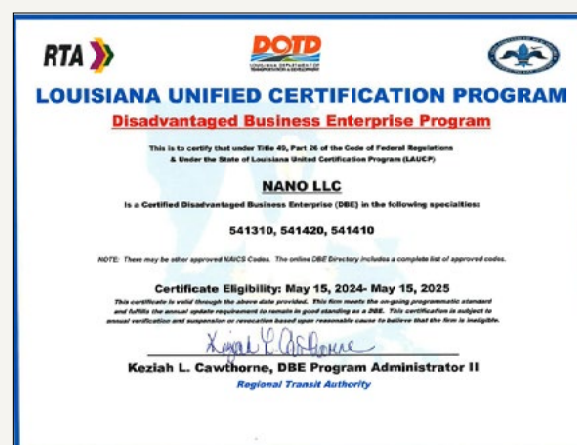 RTA
DOTD
LOUISIANA DEPARTMENT OF
TRANSPORTATION & DEVELOPMENT
LOUISIANA UNIFIED CERTIFICATION PROGRAM
Disadvantaged Business Enterprise Program
This is to certify that under Title 49, Part 26 of the Code of Federal Regulations
& Under the State of Louisiana United Certification Program (LAUCP)
NANO LLC
Is a Certified Disadvantaged Business Enterprise (DBE) in the following specialties:
541310, 541420, 541410
NOTE: There may be other approved NAICS Codes. The online DBE Directory includes a complete list of approved codes.
Certificate Eligibility: May 15, 2024- May 15, 2025
This certificate is valid through the above date provided. This firm meets the on-going programmatic standard
and fulfills the annual update requirement to remain in good standing as a DBE. This certification is subject to
annual verification and suspension or revocation based upon reasonable cause to believe that the firm is ineligible.
Keziah L. Cawthorne, DBE Program Administrator II
Regional Transit Authority